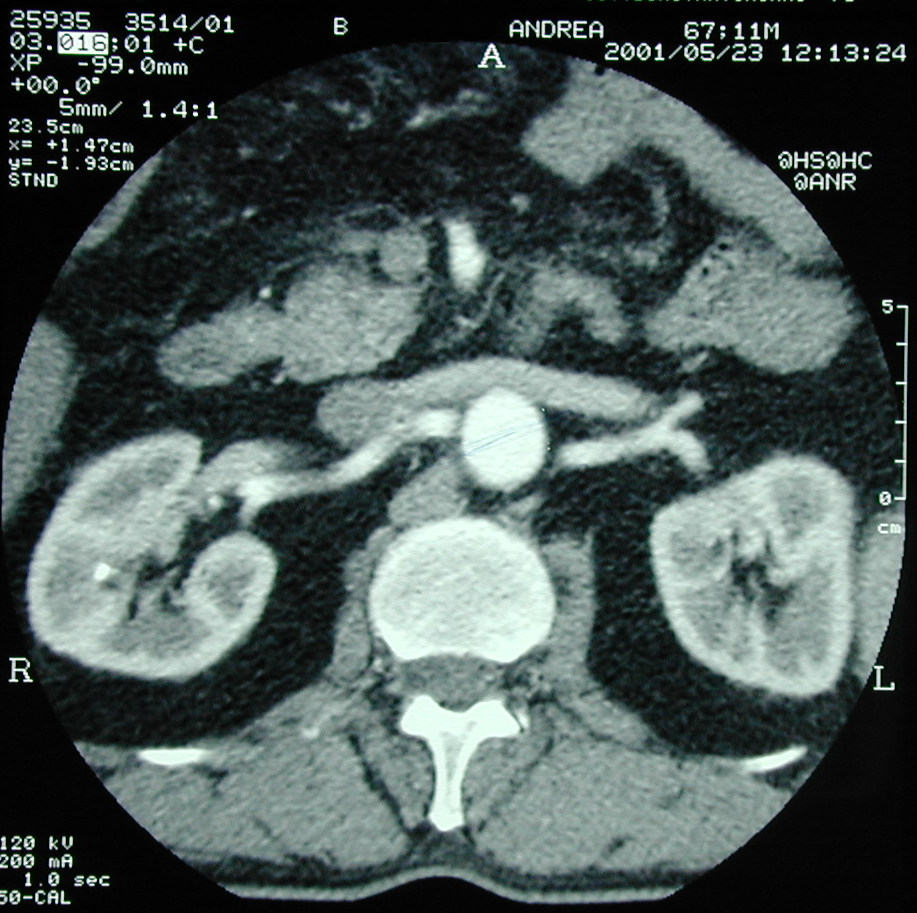 25935 3514/01
B
ANDREA 67;11M
03.016;01 +C
2001/05/23 12:13:24
XP -99.0mm
A
+00.0°
5mm/ 1.4:1
23.5cm
x= +1.47cm
y= -1.93cm
STND
@HS@HC
@ANR
5
0
cm
R
L
120 kV
200 mA
1.0 sec
50-CAL